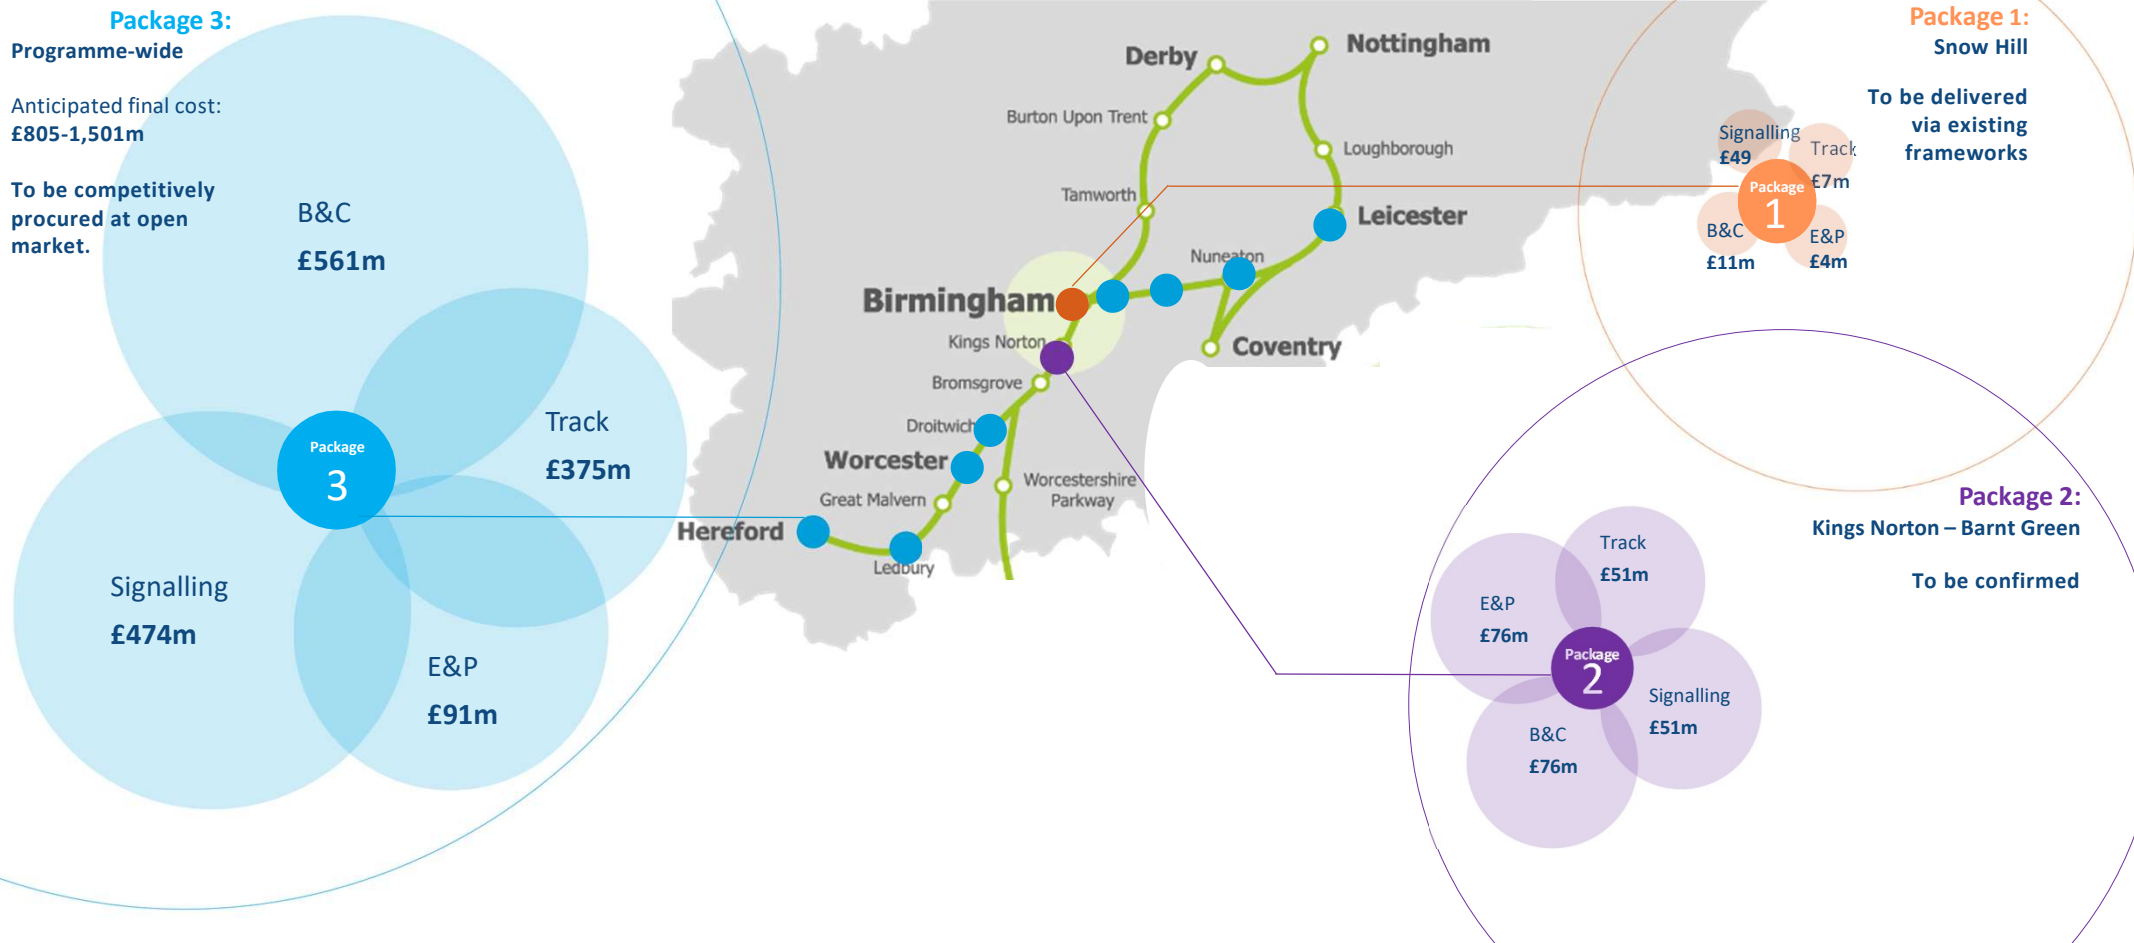 Package 3:
Programme-wide
Anticipated final cost:
£805-1,501m
To be competitively
procured at open
market.
B&C
£561m
Track
£375m
Package
3
Signalling
£474m
E&P
£91m
Derby
Nottingham
Burton Upon Trent
Loughborough
Tamworth
Leicester
Nuneaton
Birmingham
Kings Norton
Coventry
Bromsgrove
Droitwich
Worcester
Worcestershire
Parkway
Great Malvern
Hereford
Ledbury
Package 1:
Snow Hill
To be delivered
via existing
frameworks
Signalling
£49
Track
£7m
Package
1
B&C
£11m
E&P
£4m
Package 2:
Kings Norton – Barnt Green
To be confirmed
Track
£51m
E&P
£76m
Package
2
Signalling
£51m
B&C
£76m